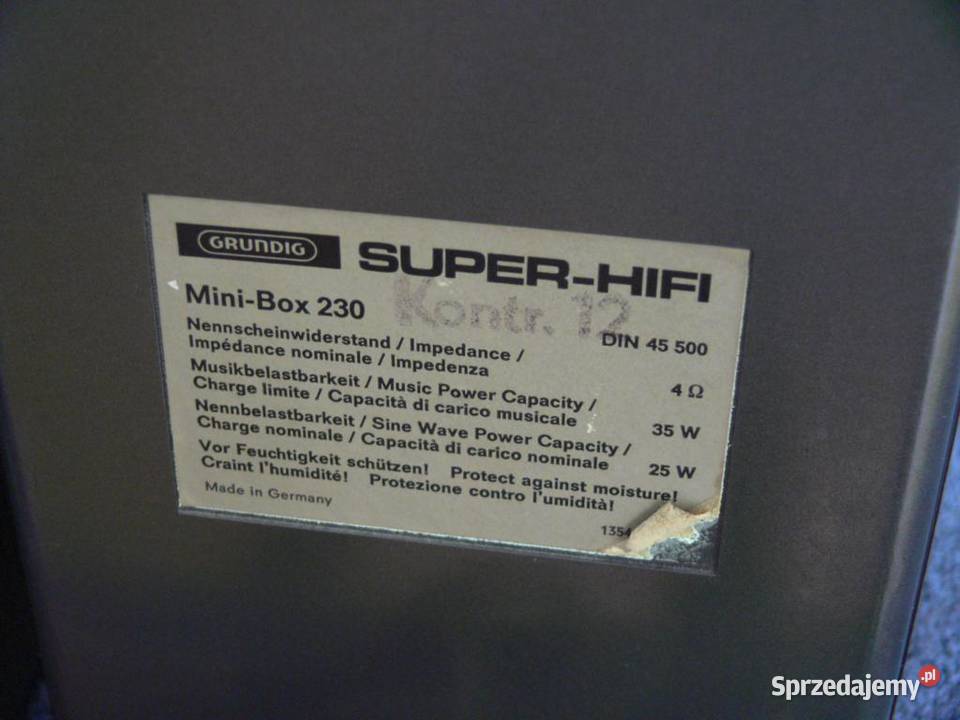 GRUNDIG SUPER-HIFI
Mini-Box 230
Kontr. 12
DIN 45 500
Nennscheinwiderstand / Impedance /
Impédance nominale / Impedenza
4 Ω
Musikbelastbarkeit / Music Power Capacity /
Charge limite / Capacità di carico musicale
35 W
Nennbelastbarkeit / Sine Wave Power Capacity /
Charge nominale / Capacità di carico nominale
25 W
Vor Feuchtigkeit schützen! Protect against moisture!
Craint l'humidité! Protezione contro l'umidità!
Made in Germany
1354
Sprzedajemy.pl